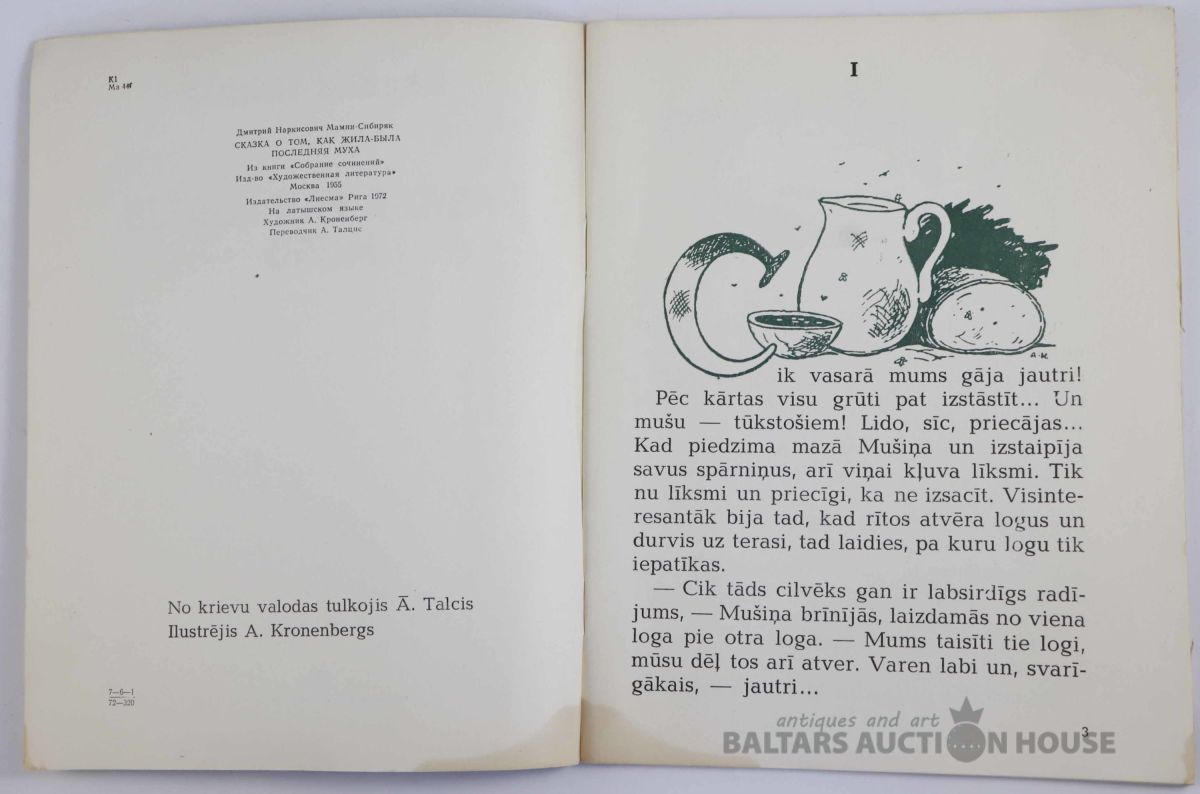 К1
Ма 44
Дмитрий Наркисович Мамин-Сибиряк
СКАЗКА О ТОМ, КАК ЖИЛА-БЫЛА
ПОСЛЕДНЯЯ МУХА
Из книги «Собрание сочинений»
Изд-во «Художественная литература»
Москва 1955
Издательство «Лиесма» Рига 1972
На латышском языке
Художник А. Кроненберг
Переводчик А. Талцис
No krievu valodas tulkojis Ā. Talcis
Ilustrējis A. Kronenbergs
7—6—1
72—320
I
C
A. K
ik vasarā mums gāja jautri!
Pēc kārtas visu grūti pat izstāstīt... Un
mušu — tūkstošiem! Lido, sīc, priecājas...
Kad piedzima mazā Mušiņa un izstaipīja
savus spārniņus, arī viņai kļuva līksmi. Tik
nu līksmi un priecīgi, ka ne izsacīt. Visinte-
resantāk bija tad, kad rītos atvēra logus un
durvis uz terasi, tad laidies, pa kuru logu tik
iepatīkas.
— Cik tāds cilvēks gan ir labsirdīgs radī-
jums, — Mušiņa brīnījās, laizdamās no viena
loga pie otra loga. — Mums taisīti tie logi,
mūsu dēļ tos arī atver. Varen labi un, svarī-
gākais, — jautri...
3
antiques and art
BALTARS AUCTION HOUSE